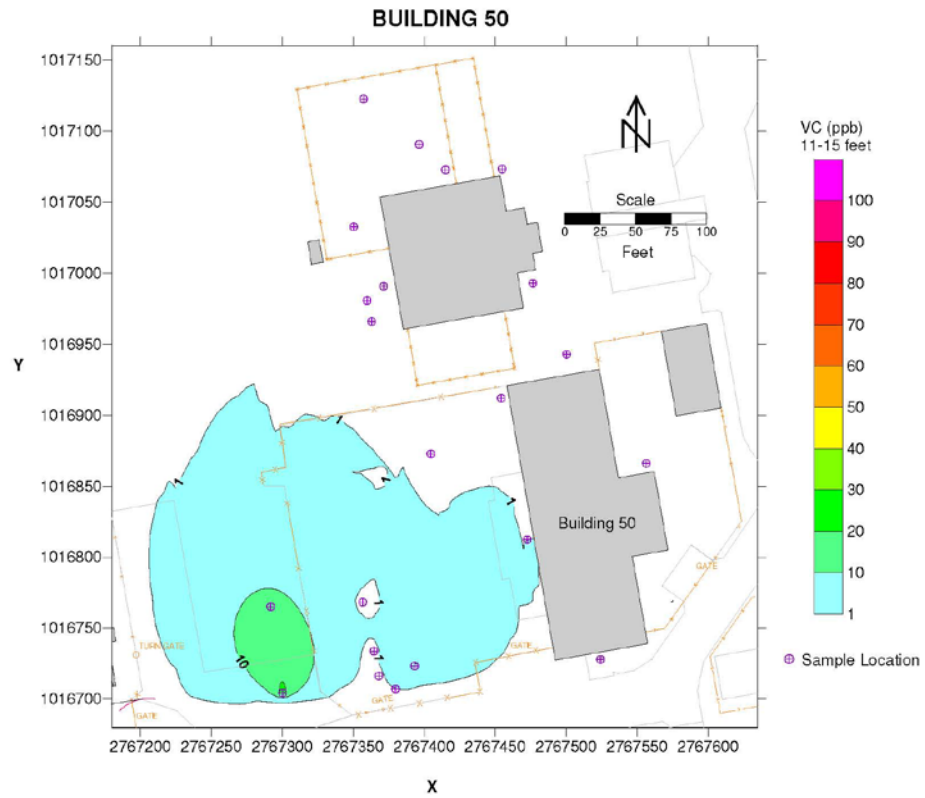 BUILDING 50
1017150
1017100
1017050
1017000
1016950
1016900
1016850
1016800
1016750
1016700
Y
2767200 2767250 2767300 2767350 2767400 2767450 2767500 2767550 2767600
X
N
Scale
0 25 50 75 100
Feet
VC (ppb)
11-15 feet
100
90
80
70
60
50
40
30
20
10
1
Sample Location
Building 50
GATE
GATE
GATE
GATE
TURNGATE
1
1
1
1
1
1
10